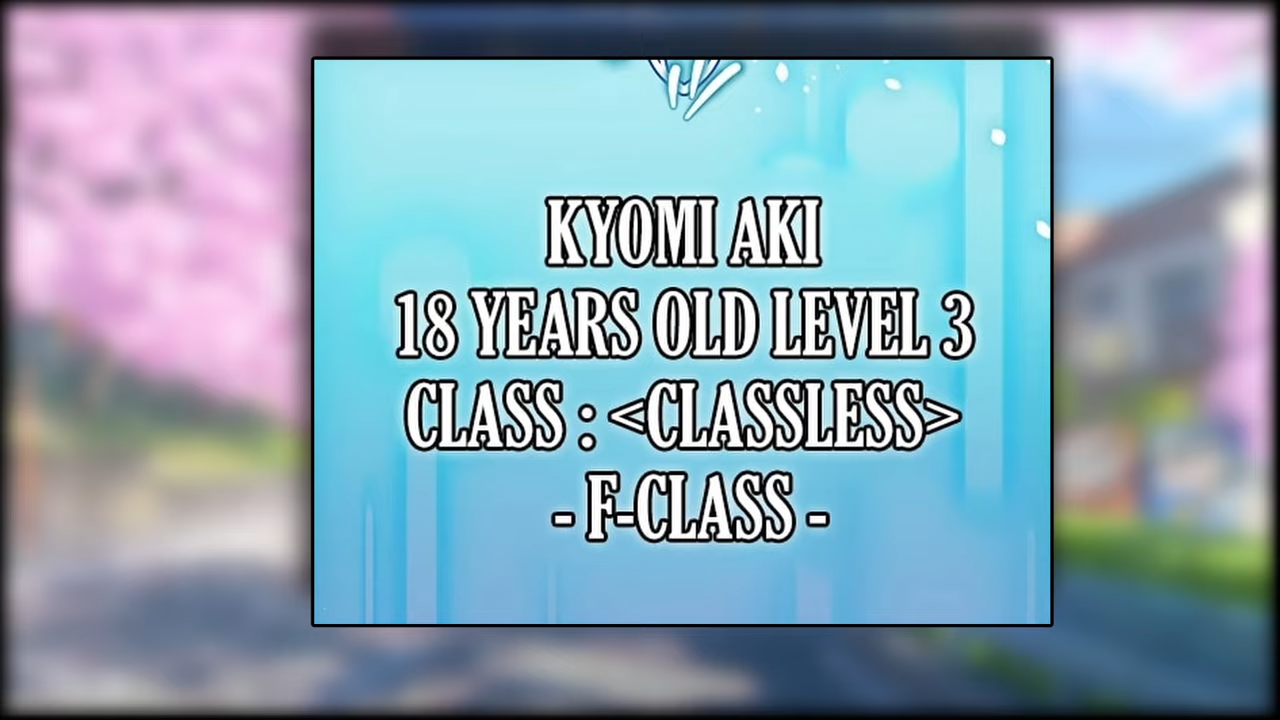 KYOMI AKI
18 YEARS OLD LEVEL 3
CLASS : <CLASSLESS>
- F-CLASS -